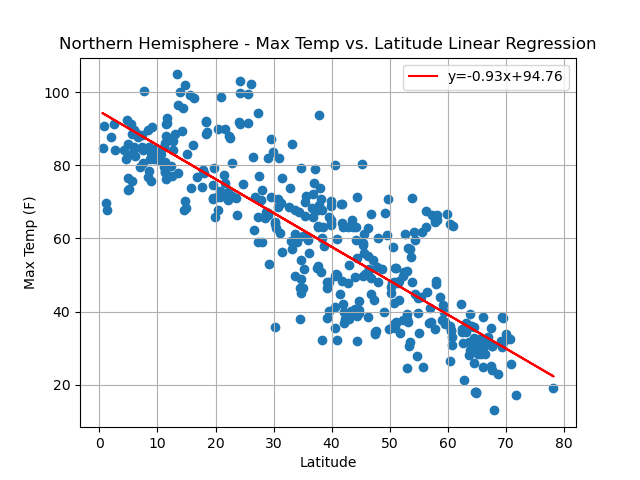 Northern Hemisphere - Max Temp vs. Latitude Linear Regression
y=-0.93x+94.76
100
80
60
40
20
Max Temp (F)
0 10 20 30 40 50 60 70 80
Latitude